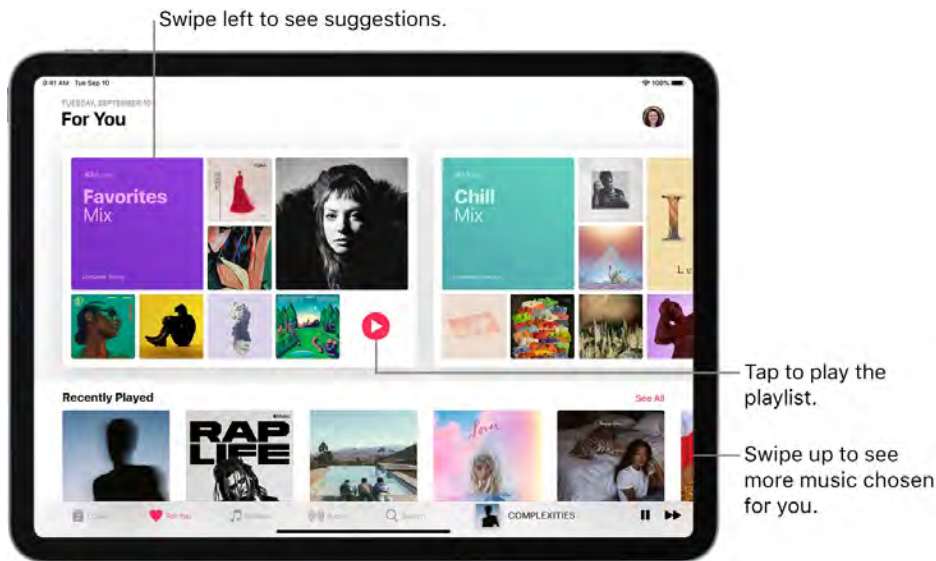 Swipe left to see suggestions.
9:41 AM Tue Sep 10
100%
TUESDAY, SEPTEMBER 10
For You
Favorites
Mix
Chill
Mix
Tap to play the
playlist.
Recently Played
See All
RAP
LIFE
Lover
Swipe up to see
more music chosen
for you.
For You
Radio
Search
COMPLEXITIES